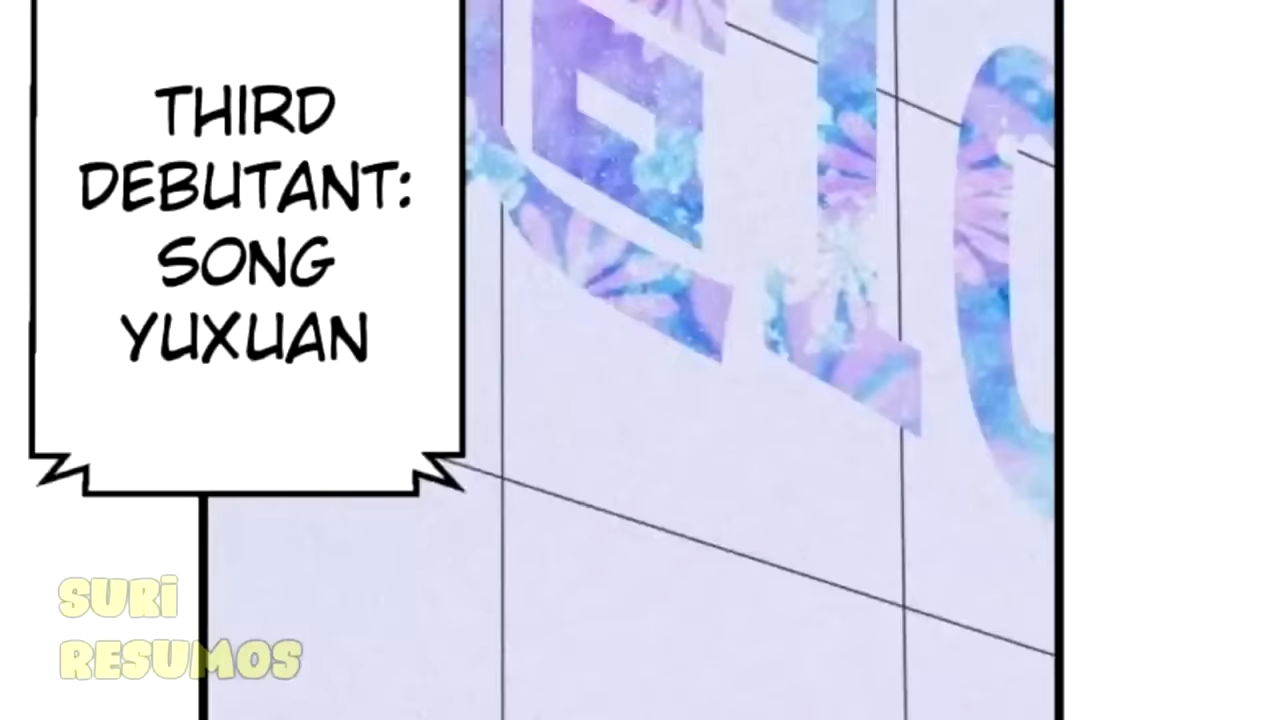 THIRD
DEBUTANT:
SONG
YUXUAN
SURi
RESUMOS